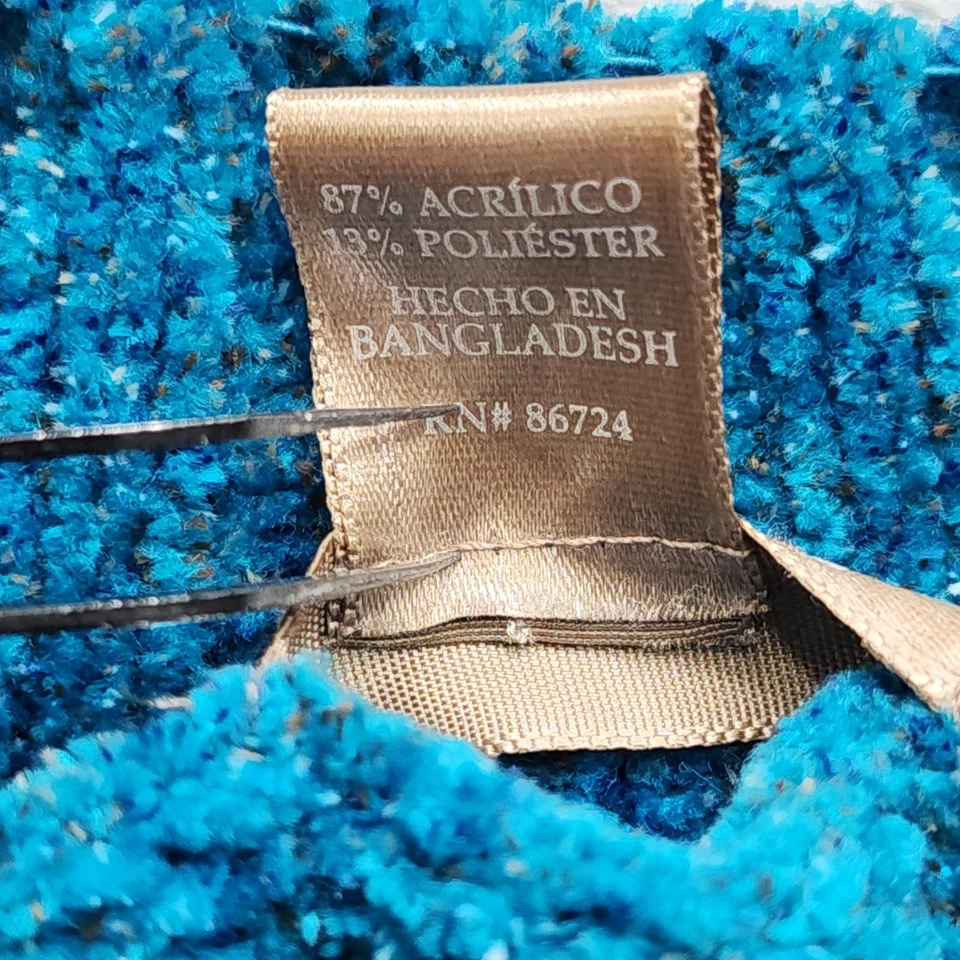 87% ACRÍLICO
13% POLIÉSTER
HECHO EN
BANGLADESH
RN# 86724